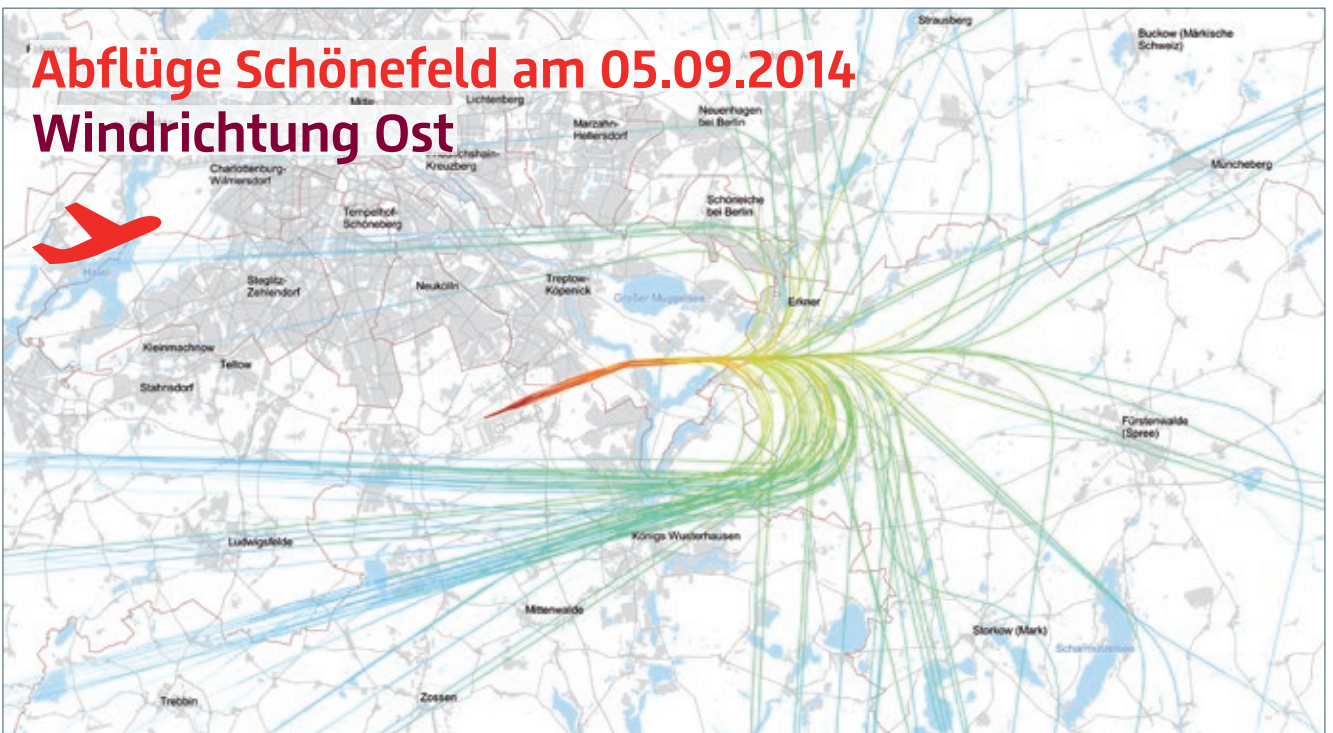 Abflüge Schönefeld am 05.09.2014
Windrichtung Ost
Strausberg
Buckow (Märkische
Schweiz)
Mitte
Lichtenberg
Marzahn-
Hellersdorf
Neuenhagen
bei Berlin
Kreuzberg
Charlottenburg-
Wilmersdorf
Müncheberg
Tempelhof-
Schöneberg
Schöneiche
bei Berlin
Havel
Steglitz-
Zehlendorf
Neukölln
Treptow-
Köpenick
Großer Müggelsee
Erkner
Kleinmachnow
Teltow
Stahnsdorf
Fürstenwalde
(Spree)
Ludwigsfelde
Königs Wusterhausen
Mittenwalde
Storkow (Mark)
Scharmützelsee
Trebbin
Zossen